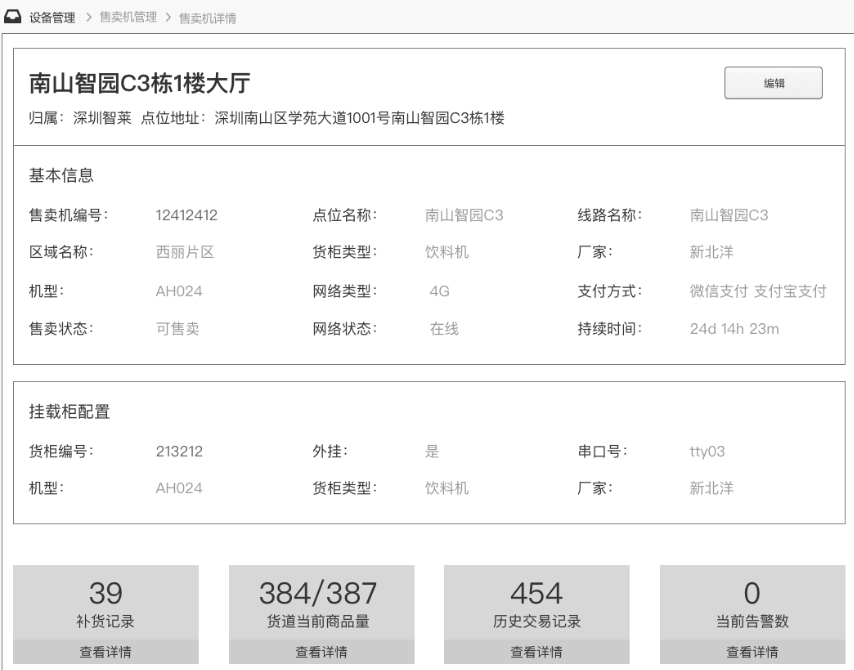 设备管理 > 售卖机管理 > 售卖机详情
南山智园C3栋1楼大厅
编辑
归属：深圳智莱 点位地址：深圳南山区学苑大道1001号南山智园C3栋1楼
基本信息
售卖机编号： 12412412 点位名称： 南山智园C3 线路名称： 南山智园C3
区域名称： 西丽片区 货柜类型： 饮料机 厂家： 新北洋
机型： AH024 网络类型： 4G 支付方式： 微信支付 支付宝支付
售卖状态： 可售卖 网络状态： 在线 持续时间： 24d 14h 23m
挂载柜配置
货柜编号： 213212 外挂： 是 串口号： tty03
机型： AH024 货柜类型： 饮料机 厂家： 新北洋
39 384/387 454 0
补货记录 货道当前商品量 历史交易记录 当前告警数
查看详情 查看详情 查看详情 查看详情